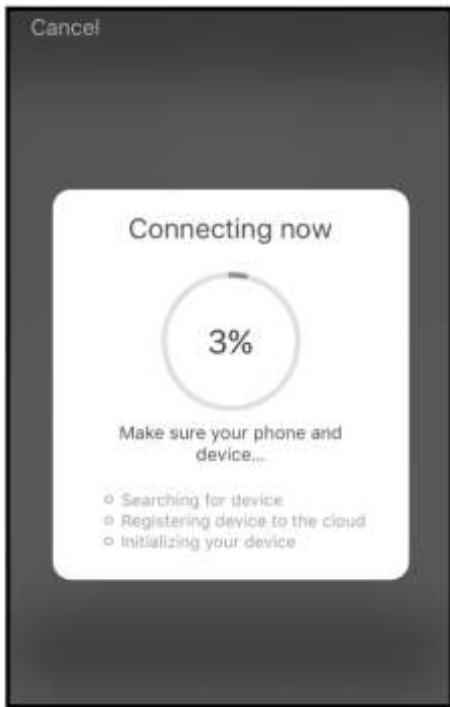 Cancel
Connecting now
3%
Make sure your phone and
device...
Searching for device
Registering device to the cloud
Initializing your device